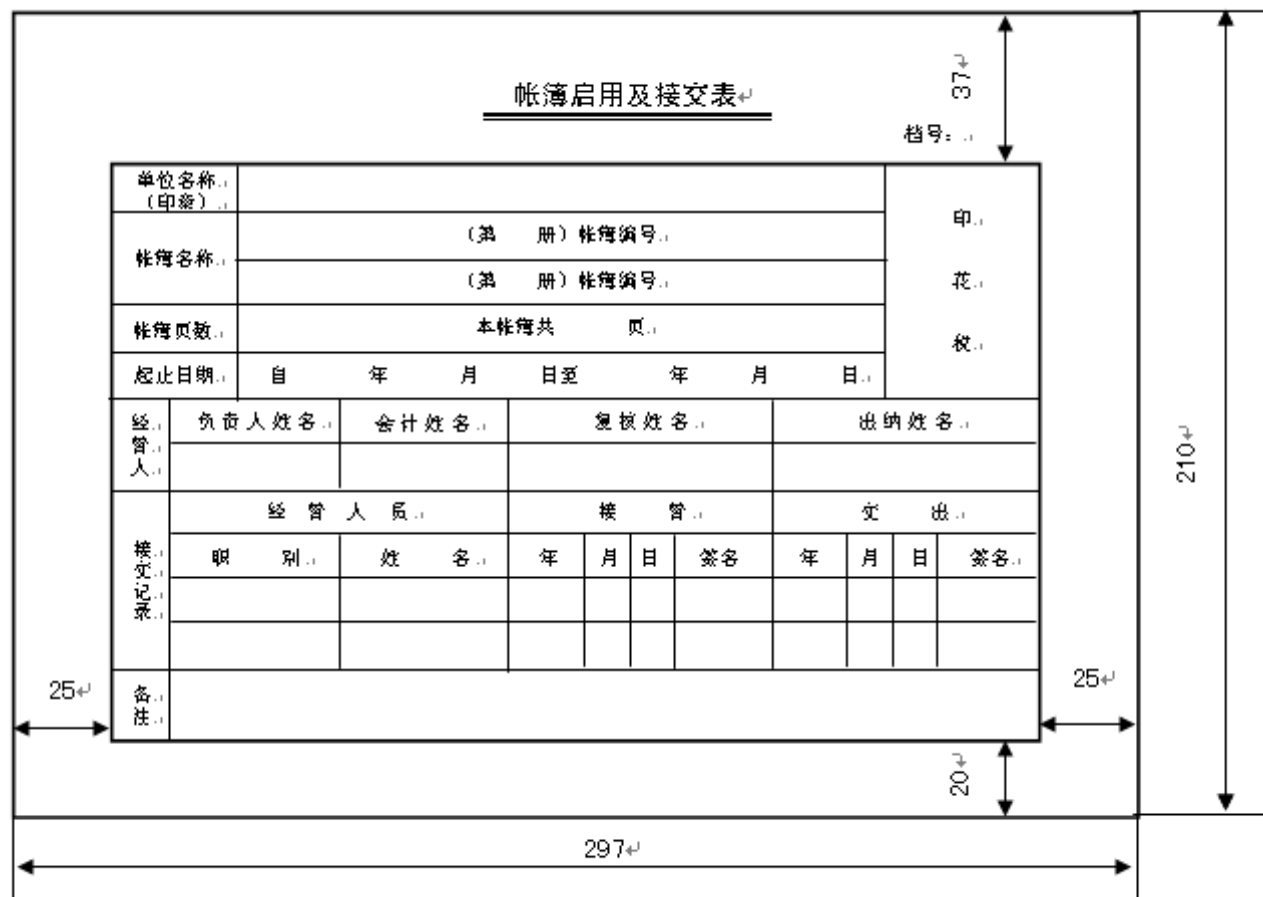 帐簿启用及接交表
37
档号：
单位名称
（印章）
印
花
税
帐簿名称
（第 册）帐簿编号
（第 册）帐簿编号
帐簿页数
本帐簿共 页
起止日期
自 年 月 日至 年 月 日
经管人
负责人姓名 会计姓名 复核姓名 出纳姓名
210
接交记录
经管人员 接管 交出
职别 姓名 年 月 日 签名 年 月 日 签名
25
25
备注
20
297